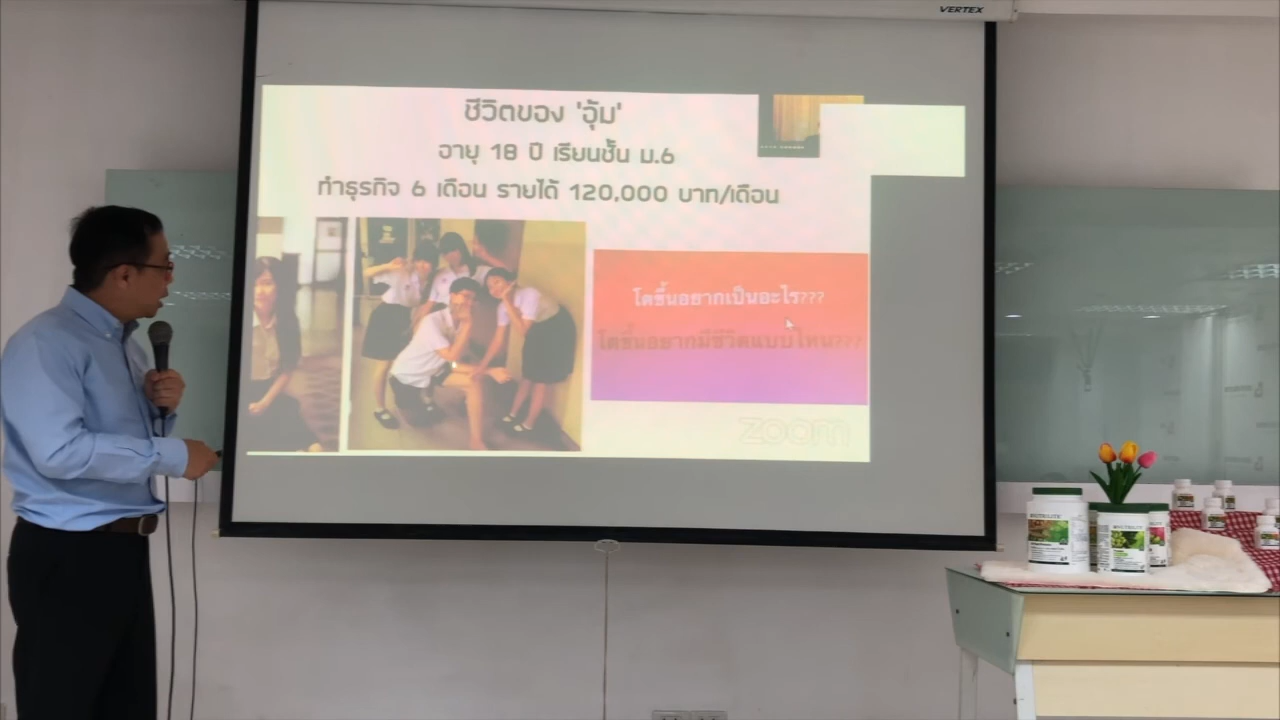 VERTEX
ชีวิตของ 'อุ้ม'
อายุ 18 ปี เรียนชั้น ม.6
ทำธุรกิจ 6 เดือน รายได้ 120,000 บาท/เดือน
โตขึ้นอยากเป็นอะไร???
โตขึ้นอยากมีชีวิตแบบไหน???
zoom
NUTRILITE
NUTRILITE